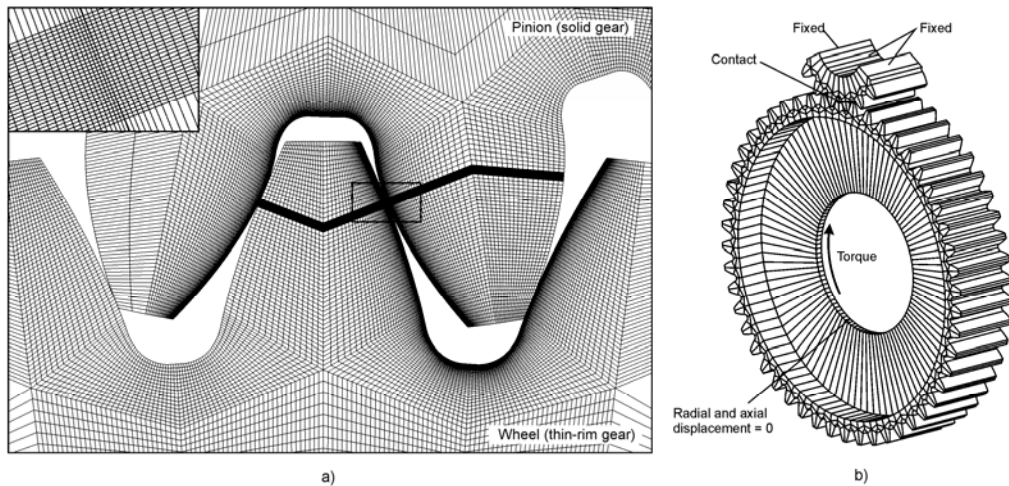 Pinion (solid gear)
Wheel (thin-rim gear)
a)
Fixed
Fixed
Contact
Torque
Radial and axial
displacement = 0
b)